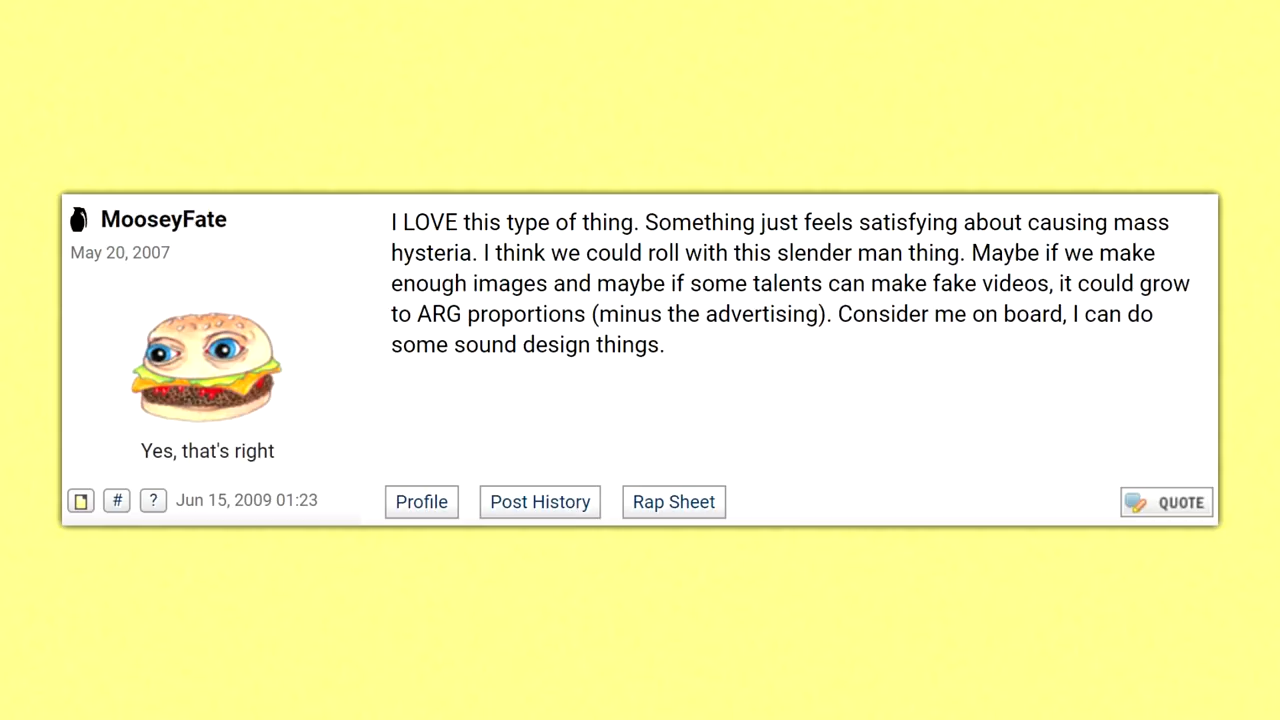 MooseyFate
May 20, 2007
Yes, that's right
I LOVE this type of thing. Something just feels satisfying about causing mass
hysteria. I think we could roll with this slender man thing. Maybe if we make
enough images and maybe if some talents can make fake videos, it could grow
to ARG proportions (minus the advertising). Consider me on board, I can do
some sound design things.
# ? Jun 15, 2009 01:23
Profile Post History Rap Sheet QUOTE